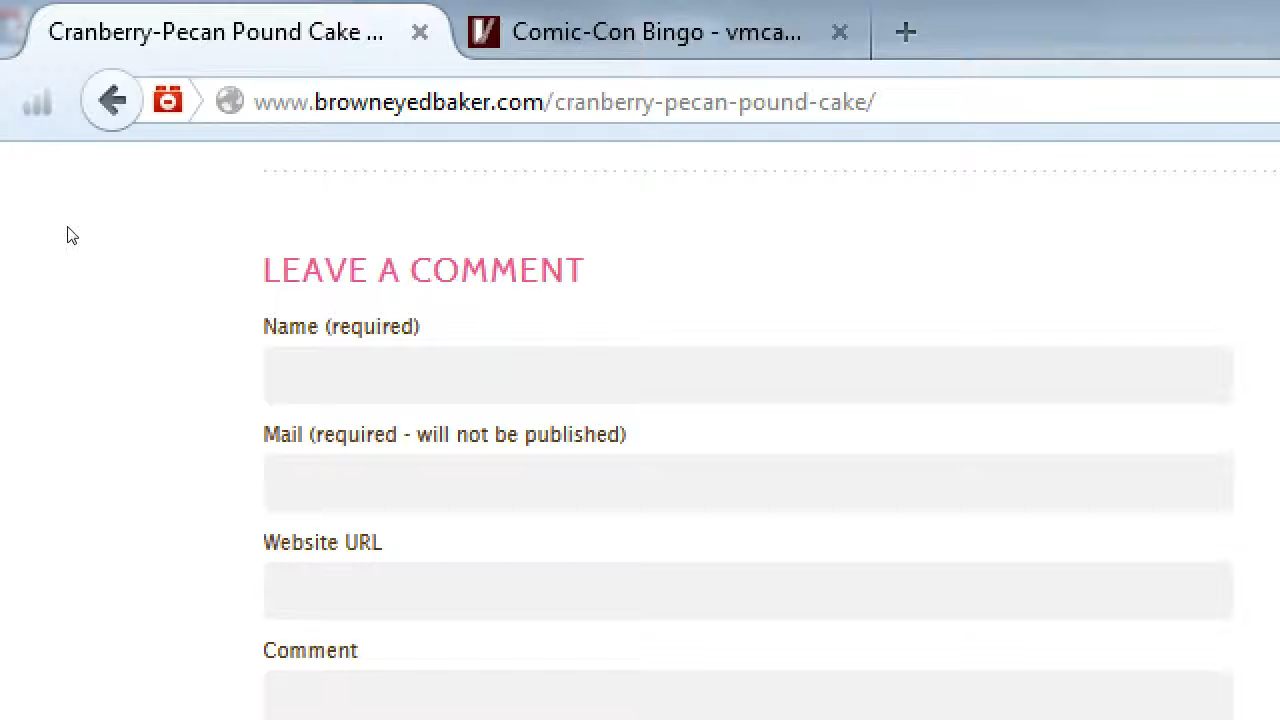 Cranberry-Pecan Pound Cake ...
Comic-Con Bingo - vmca...
www.browneyedbaker.com/cranberry-pecan-pound-cake/
LEAVE A COMMENT
Name (required)
Mail (required - will not be published)
Website URL
Comment